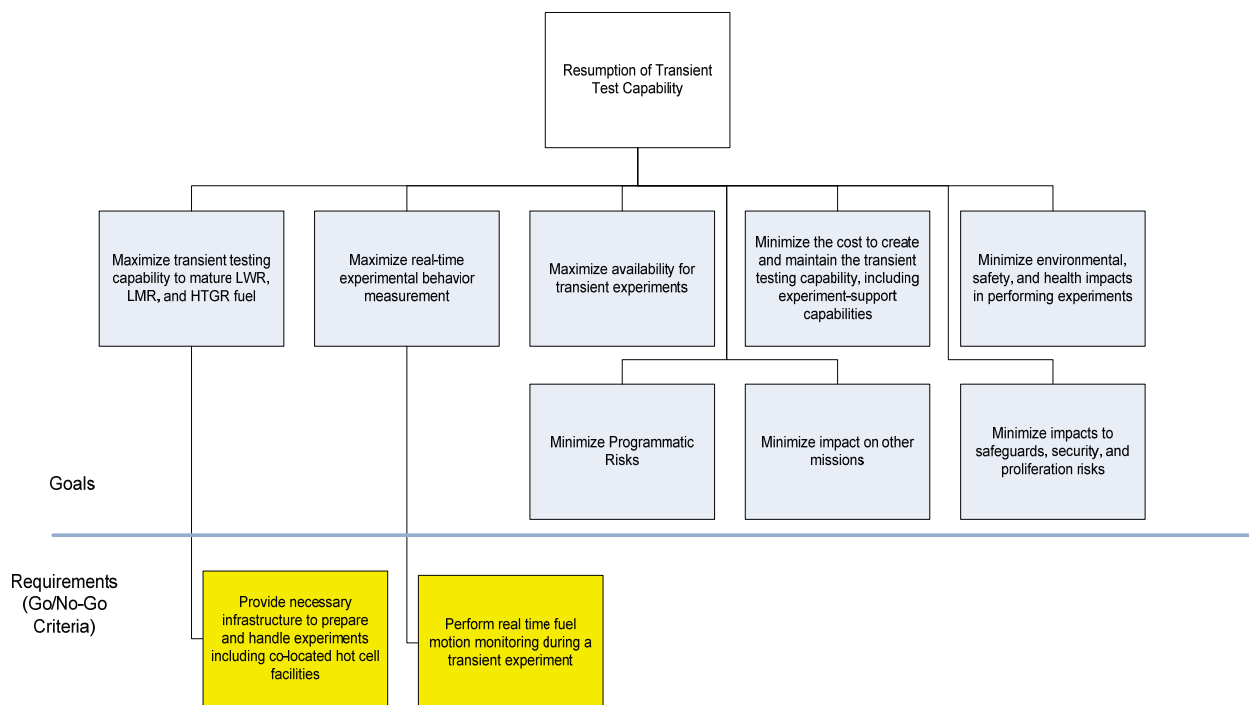 Resumption of Transient
Test Capability
Maximize transient testing
capability to mature LWR,
LMR, and HTGR fuel
Maximize real-time
experimental behavior
measurement
Maximize availability for
transient experiments
Minimize the cost to create
and maintain the transient
testing capability, including
experiment-support
capabilities
Minimize environmental,
safety, and health impacts
in performing experiments
Minimize Programmatic
Risks
Minimize impact on other
missions
Minimize impacts to
safeguards, security, and
proliferation risks
Goals
Requirements
(Go/No-Go
Criteria)
Provide necessary
infrastructure to prepare
and handle experiments
including co-located hot cell
facilities
Perform real time fuel
motion monitoring during a
transient experiment